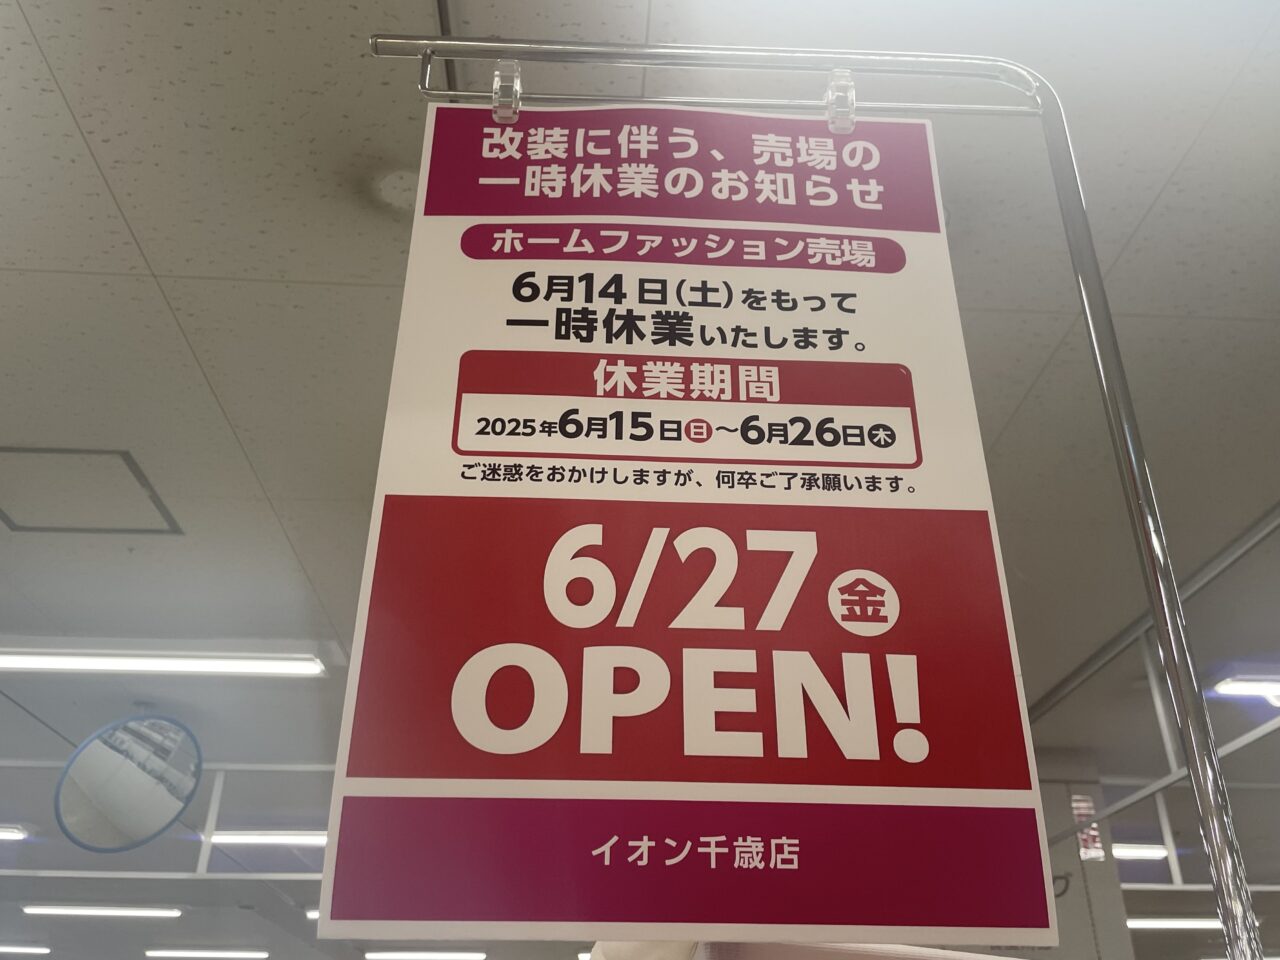 改装に伴う、売場の
一時休業のお知らせ
ホームファッション売場
6月14日(土)をもって
一時休業いたします。
休業期間
2025年6月15日㊐～6月26日㊍
ご迷惑をおかけしますが、何卒ご了承願います。
6/27㊎
OPEN!
イオン千歳店